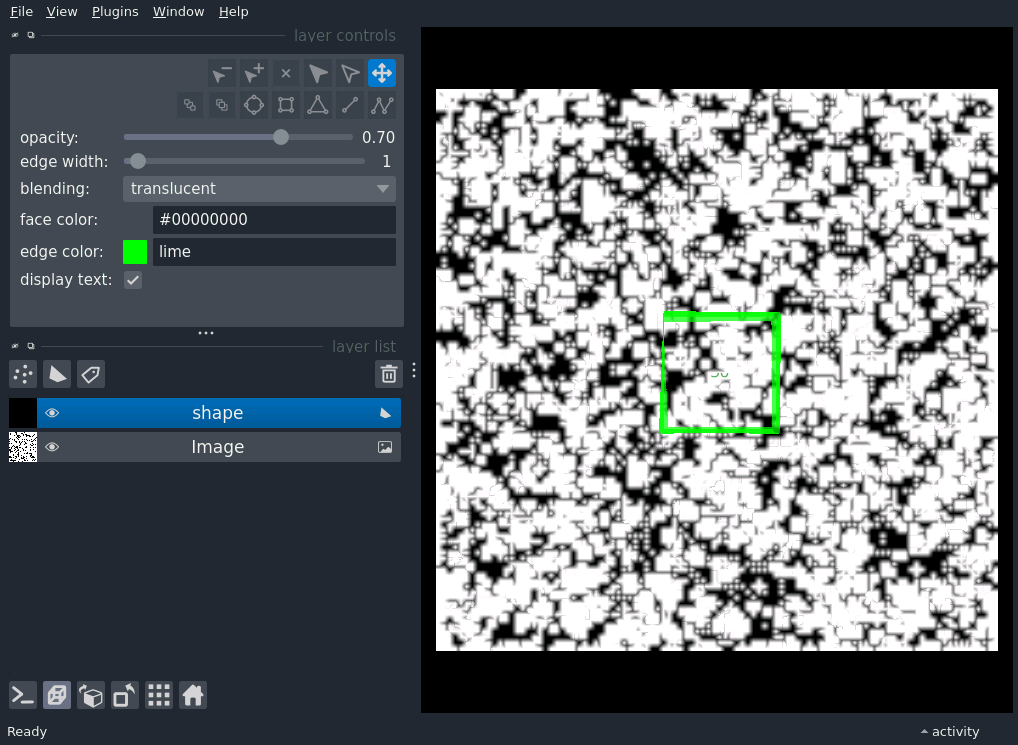 File View Plugins Window Help
layer controls
opacity: 0.70
edge width: 1
blending: translucent
face color: #00000000
edge color: lime
display text:
layer list
shape
Image
Ready
activity